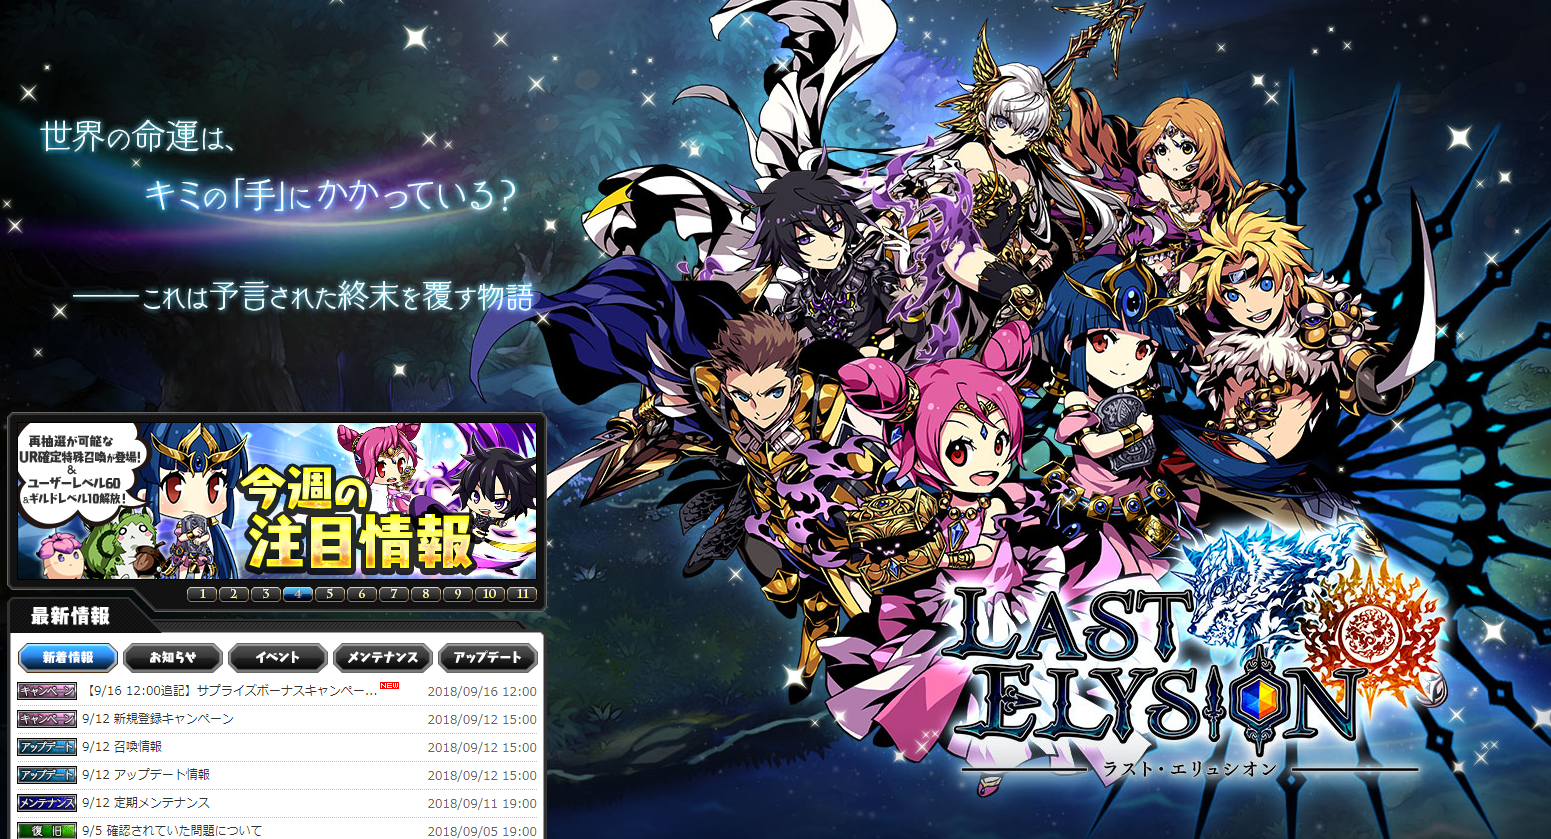 世界の命運は、
キミの「手」にかかっている？
――これは予言された終末を覆す物語
再抽選が可能な
UR確定特殊召喚が登場!
&
ユーザーレベル60
&ギルドレベル10解放!
今週の
注目情報
1 2 3 4 5 6 7 8 9 10 11
最新情報
新着情報 お知らせ イベント メンテナンス アップデート
キャンペーン 【9/16 12:00追記】サプライズボーナスキャンペー... NEW 2018/09/16 12:00
キャンペーン 9/12 新規登録キャンペーン 2018/09/12 15:00
アップデート 9/12 召喚情報 2018/09/12 15:00
アップデート 9/12 アップデート情報 2018/09/12 15:00
メンテナンス 9/12 定期メンテナンス 2018/09/11 19:00
復旧 9/5 確認されていた問題について 2018/09/05 19:00
LAST
ELYSION
ラスト・エリュシオン